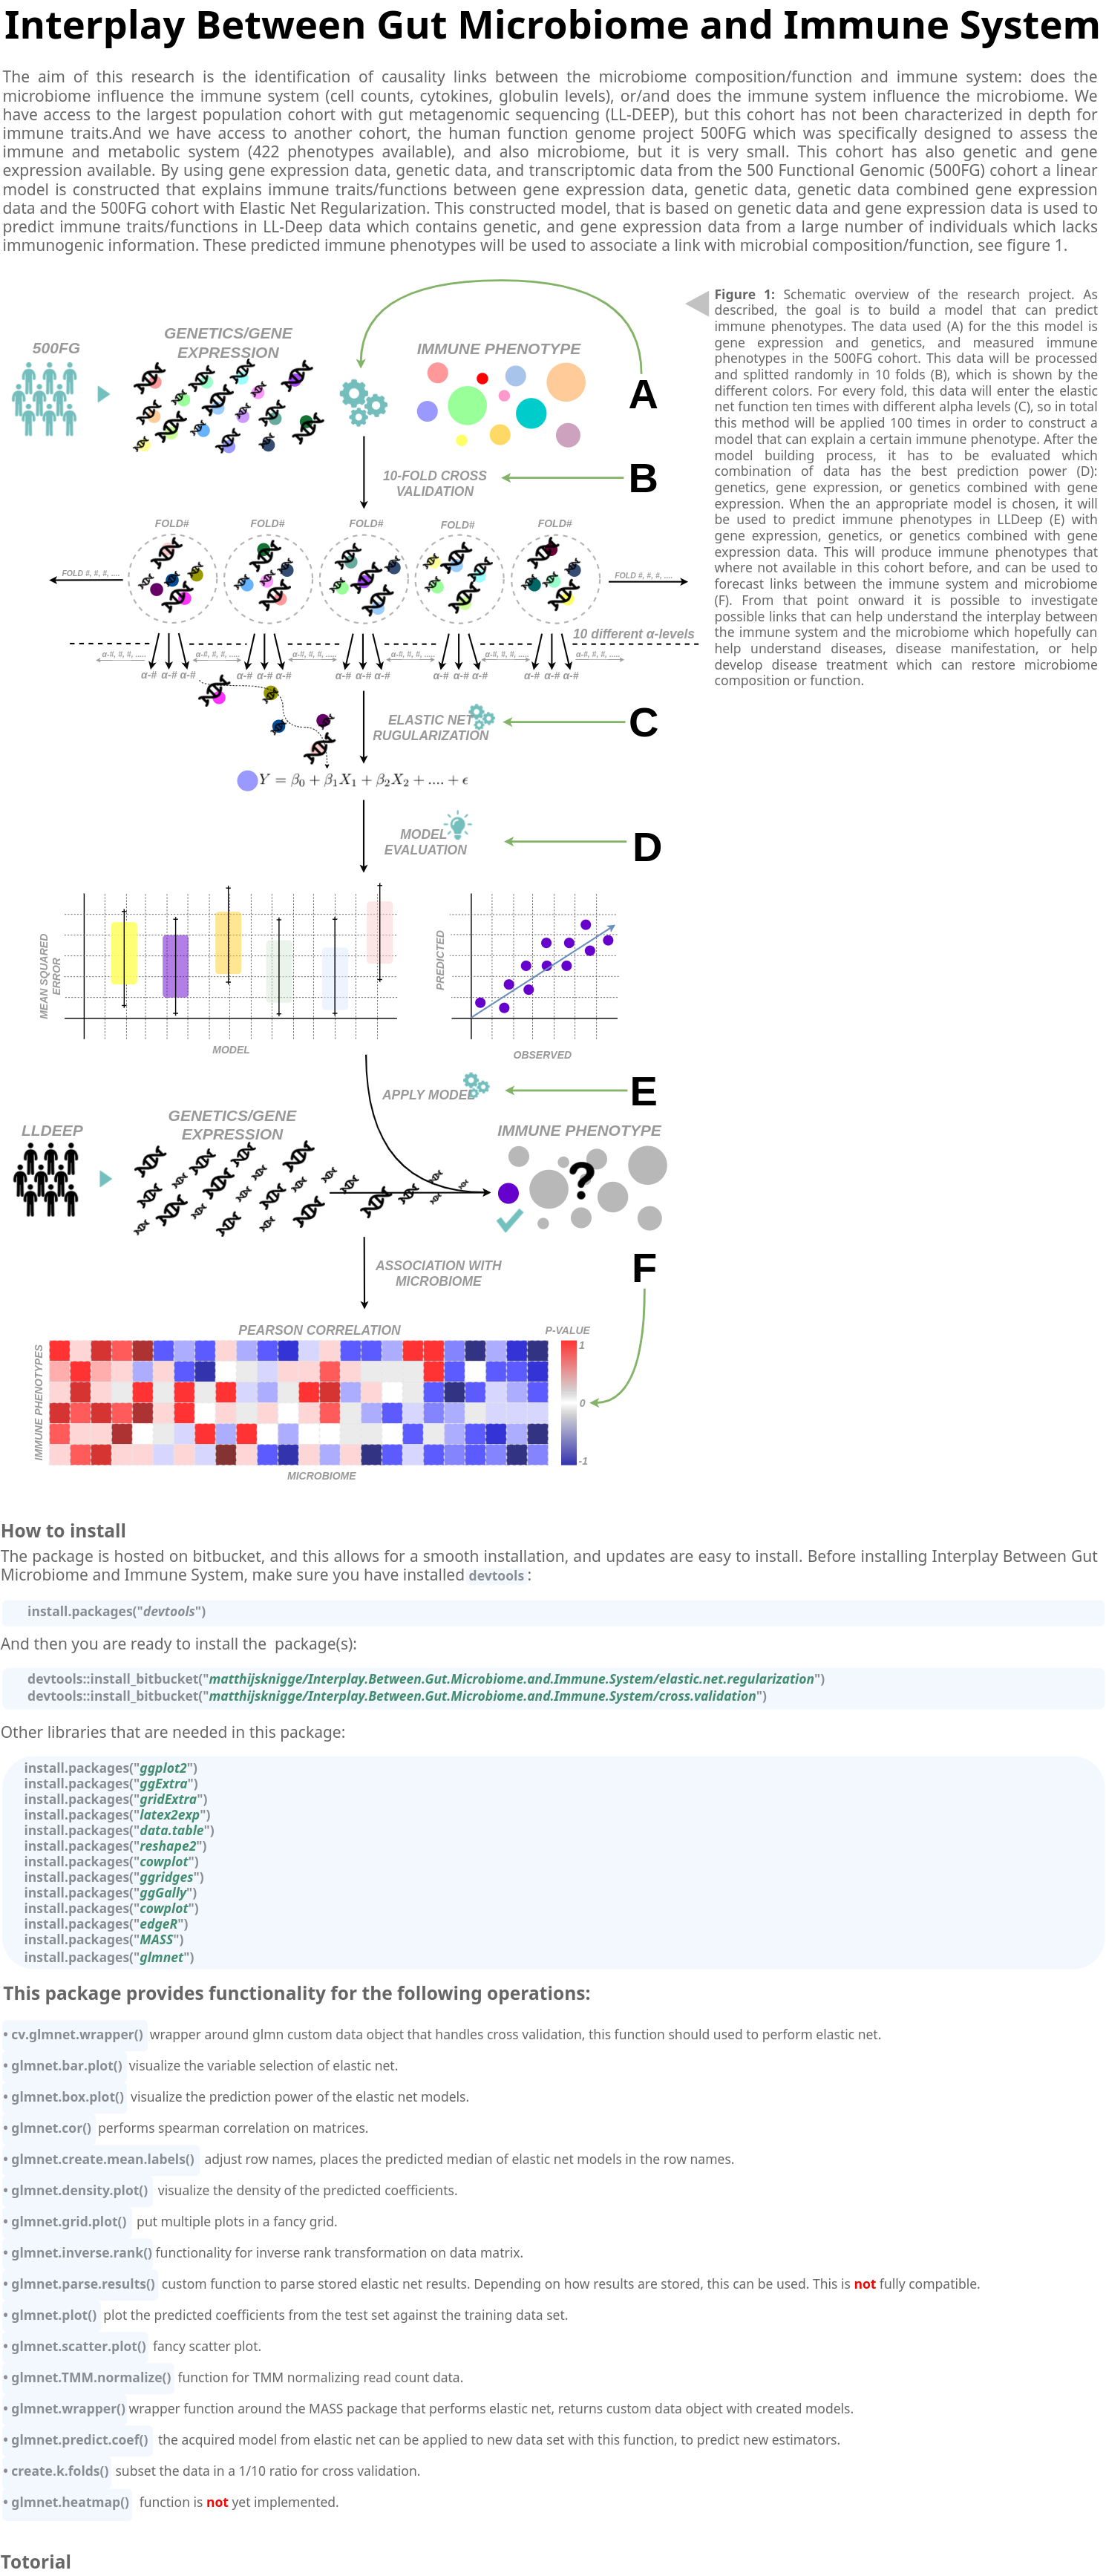 Interplay Between Gut Microbiome and Immune System
The aim of this research is the identification of causality links between the microbiome composition/function and immune system: does the
microbiome influence the immune system (cell counts, cytokines, globulin levels), or/and does the immune system influence the microbiome. We
have access to the largest population cohort with gut metagenomic sequencing (LL-DEEP), but this cohort has not been characterized in depth for
immune traits.And we have access to another cohort, the human function genome project 500FG which was specifically designed to assess the
immune and metabolic system (422 phenotypes available), and also microbiome, but it is very small. This cohort has also genetic and gene
expression available. By using gene expression data, genetic data, and transcriptomic data from the 500 Functional Genomic (500FG) cohort a linear
model is constructed that explains immune traits/functions between gene expression data, genetic data, genetic data combined gene expression
data and the 500FG cohort with Elastic Net Regularization. This constructed model, that is based on genetic data and gene expression data is used to
predict immune traits/functions in LL-Deep data which contains genetic, and gene expression data from a large number of individuals which lacks
immunogenic information. These predicted immune phenotypes will be used to associate a link with microbial composition/function, see figure 1.
Figure 1: Schematic overview of the research project. As
described, the goal is to build a model that can predict
immune phenotypes. The data used (A) for the this model is
gene expression and genetics, and measured immune
phenotypes in the 500FG cohort. This data will be processed
and splitted randomly in 10 folds (B), which is shown by the
different colors. For every fold, this data will enter the elastic
net function ten times with different alpha levels (C), so in total
this method will be applied 100 times in order to construct a
model that can explain a certain immune phenotype. After the
model building process, it has to be evaluated which
combination of data has the best prediction power (D):
genetics, gene expression, or genetics combined with gene
expression. When the an appropriate model is chosen, it will
be used to predict immune phenotypes in LLDeep (E) with
gene expression, genetics, or genetics combined with gene
expression data. This will produce immune phenotypes that
where not available in this cohort before, and can be used to
forecast links between the immune system and microbiome
(F). From that point onward it is possible to investigate
possible links that can help understand the interplay between
the immune system and the microbiome which hopefully can
help understand diseases, disease manifestation, or help
develop disease treatment which can restore microbiome
composition or function.
500FG
GENETICS/GENE
EXPRESSION
IMMUNE PHENOTYPE
A
10-FOLD CROSS
VALIDATION
B
FOLD# FOLD# FOLD# FOLD# FOLD#
FOLD #, #, #, .... FOLD #, #, #, ....
10 different α-levels
α-#, #, #, ..... α-#, #, #, ..... α-#, #, #, ..... α-#, #, #, ..... α-#, #, #, ..... α-#, #, #, .....
α-# α-# α-# α-# α-# α-# α-# α-# α-# α-# α-# α-# α-# α-# α-#
ELASTIC NET
RUGULARIZATION
C
Y = β0 + β1X1 + β2X2 + .... + ϵ
MODEL
EVALUATION
D
MEAN SQUARED
ERROR
MODEL
PREDICTED
OBSERVED
APPLY MODEL
E
LLDEEP
GENETICS/GENE
EXPRESSION
IMMUNE PHENOTYPE
?
ASSOCIATION WITH
MICROBIOME
F
PEARSON CORRELATION
P-VALUE
IMMUNE PHENOTYPES
1
0
-1
MICROBIOME
How to install
The package is hosted on bitbucket, and this allows for a smooth installation, and updates are easy to install. Before installing Interplay Between Gut
Microbiome and Immune System, make sure you have installed devtools :
install.packages("devtools")
And then you are ready to install the package(s):
devtools::install_bitbucket("matthijsknigge/Interplay.Between.Gut.Microbiome.and.Immune.System/elastic.net.regularization")
devtools::install_bitbucket("matthijsknigge/Interplay.Between.Gut.Microbiome.and.Immune.System/cross.validation")
Other libraries that are needed in this package:
install.packages("ggplot2")
install.packages("ggExtra")
install.packages("gridExtra")
install.packages("latex2exp")
install.packages("data.table")
install.packages("reshape2")
install.packages("cowplot")
install.packages("ggridges")
install.packages("ggGally")
install.packages("cowplot")
install.packages("edgeR")
install.packages("MASS")
install.packages("glmnet")
This package provides functionality for the following operations:
• cv.glmnet.wrapper() wrapper around glmn custom data object that handles cross validation, this function should used to perform elastic net.
• glmnet.bar.plot() visualize the variable selection of elastic net.
• glmnet.box.plot() visualize the prediction power of the elastic net models.
• glmnet.cor() performs spearman correlation on matrices.
• glmnet.create.mean.labels() adjust row names, places the predicted median of elastic net models in the row names.
• glmnet.density.plot() visualize the density of the predicted coefficients.
• glmnet.grid.plot() put multiple plots in a fancy grid.
• glmnet.inverse.rank() functionality for inverse rank transformation on data matrix.
• glmnet.parse.results() custom function to parse stored elastic net results. Depending on how results are stored, this can be used. This is not fully compatible.
• glmnet.plot() plot the predicted coefficients from the test set against the training data set.
• glmnet.scatter.plot() fancy scatter plot.
• glmnet.TMM.normalize() function for TMM normalizing read count data.
• glmnet.wrapper() wrapper function around the MASS package that performs elastic net, returns custom data object with created models.
• glmnet.predict.coef() the acquired model from elastic net can be applied to new data set with this function, to predict new estimators.
• create.k.folds() subset the data in a 1/10 ratio for cross validation.
• glmnet.heatmap() function is not yet implemented.
Totorial